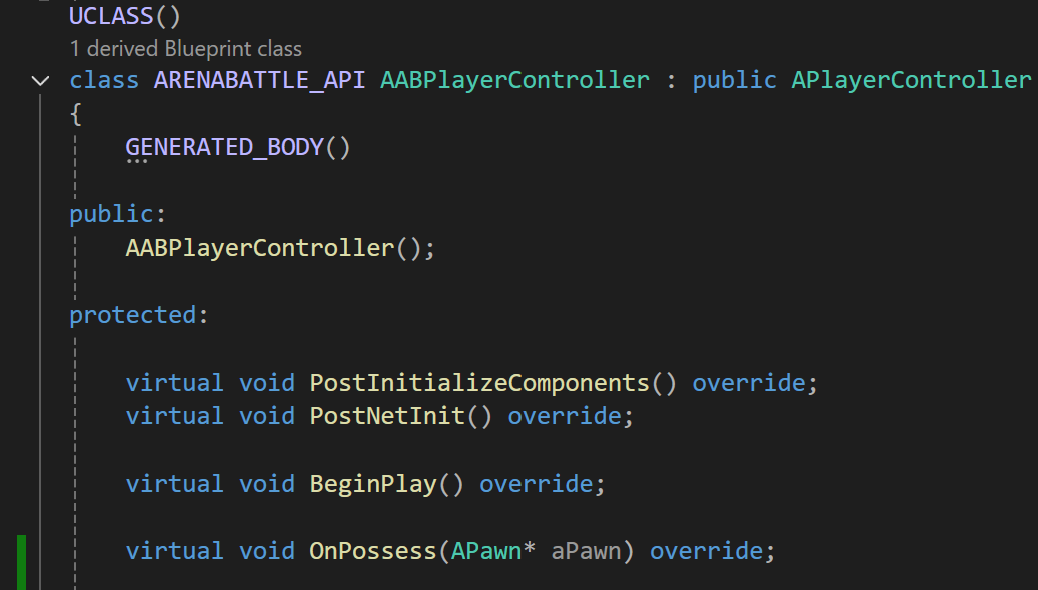 UCLASS()
1 derived Blueprint class
class ARENABATTLE_API AABPlayerController : public APlayerController
{
GENERATED_BODY()
public:
AABPlayerController();
protected:
virtual void PostInitializeComponents() override;
virtual void PostNetInit() override;
virtual void BeginPlay() override;
virtual void OnPossess(APawn* aPawn) override;